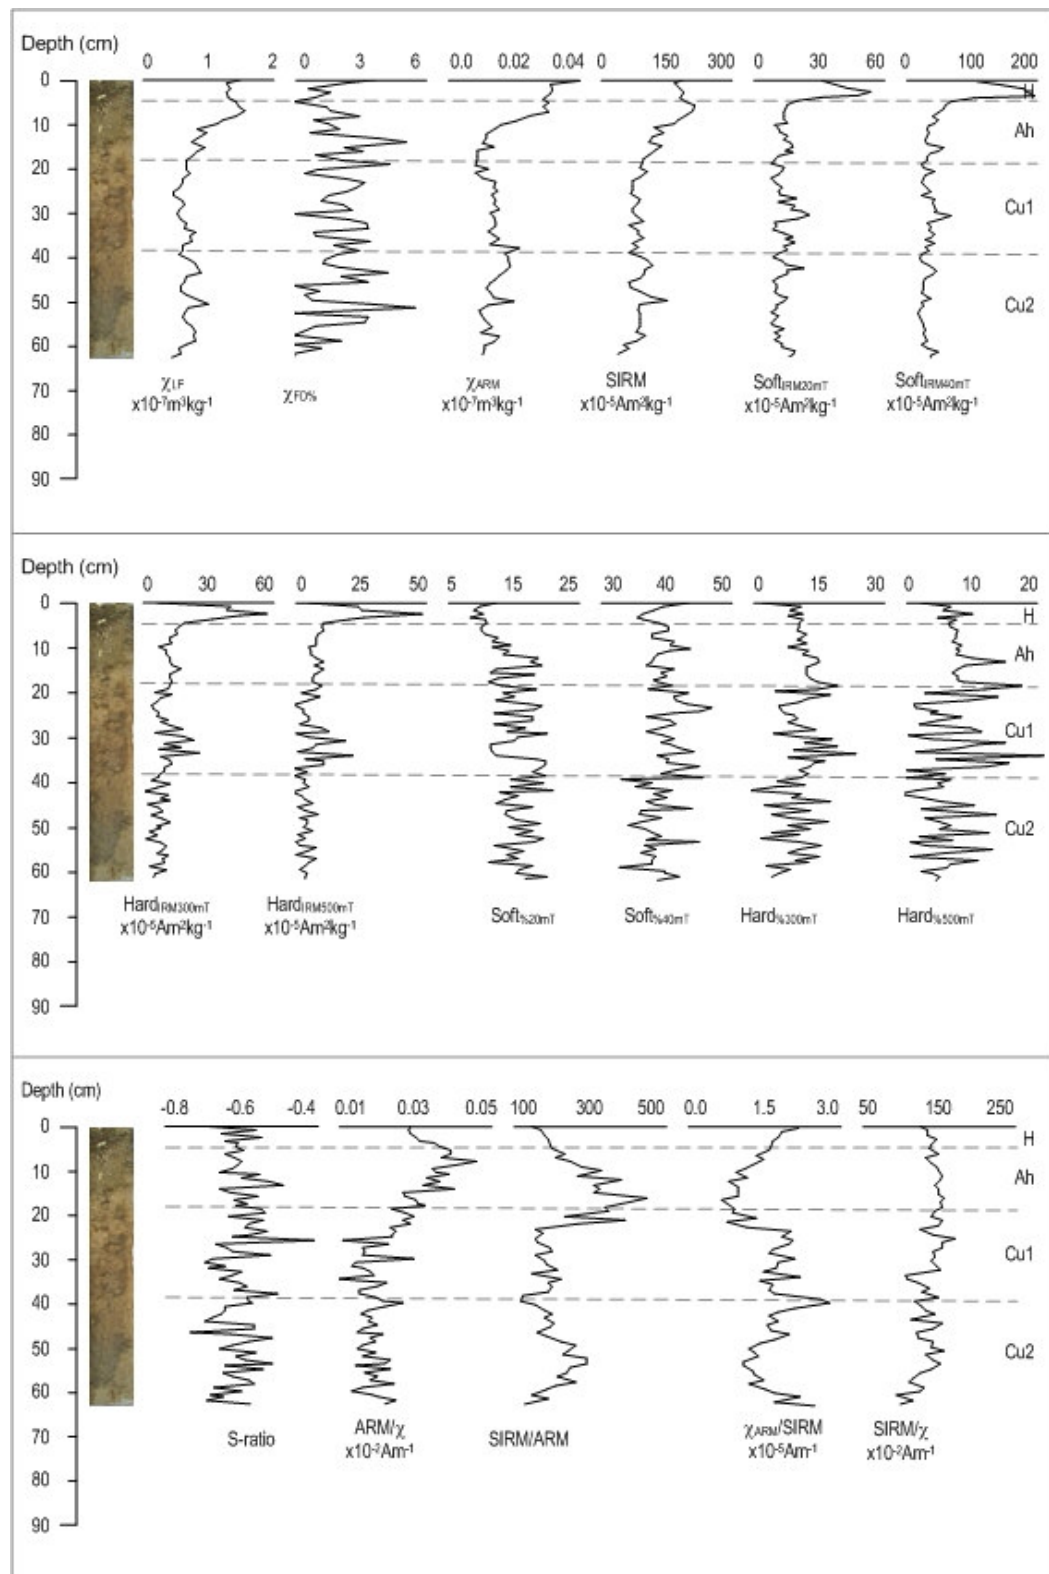 Depth (cm)
0 1 2 0 2 4 6 0.0 0.02 0.04 0 150 300 0 30 60 0 100 200
0
H
10
Ah
20
30
Cu1
40
50
Cu2
60
70
80
90
χLF
x10-7m3kg-1
χFD%
χARM
x10-7m3kg-1
SIRM
x10-5Am2kg-1
SoftIRM20mT
x10-5Am2kg-1
SoftIRM40mT
x10-5Am2kg-1
Depth (cm)
0 30 60 0 25 50 5 15 25 30 40 50 0 15 30 0 10 20
0
H
10
Ah
20
30
Cu1
40
50
Cu2
60
70
80
90
HardIRM300mT
x10-5Am2kg-1
HardIRM500mT
x10-5Am2kg-1
Soft%20mT
Soft%40mT
Hard%300mT
Hard%500mT
Depth (cm)
-0.8 -0.6 -0.4 0.01 0.03 0.05 100 300 500 0.0 1.5 3.0 50 150 250
0
H
10
Ah
20
30
Cu1
40
50
Cu2
60
70
80
90
S-ratio
ARM/χ
x10-2Am-1
SIRM/ARM
χARM/SIRM
x10-5Am-1
SIRM/χ
x10-2Am-1